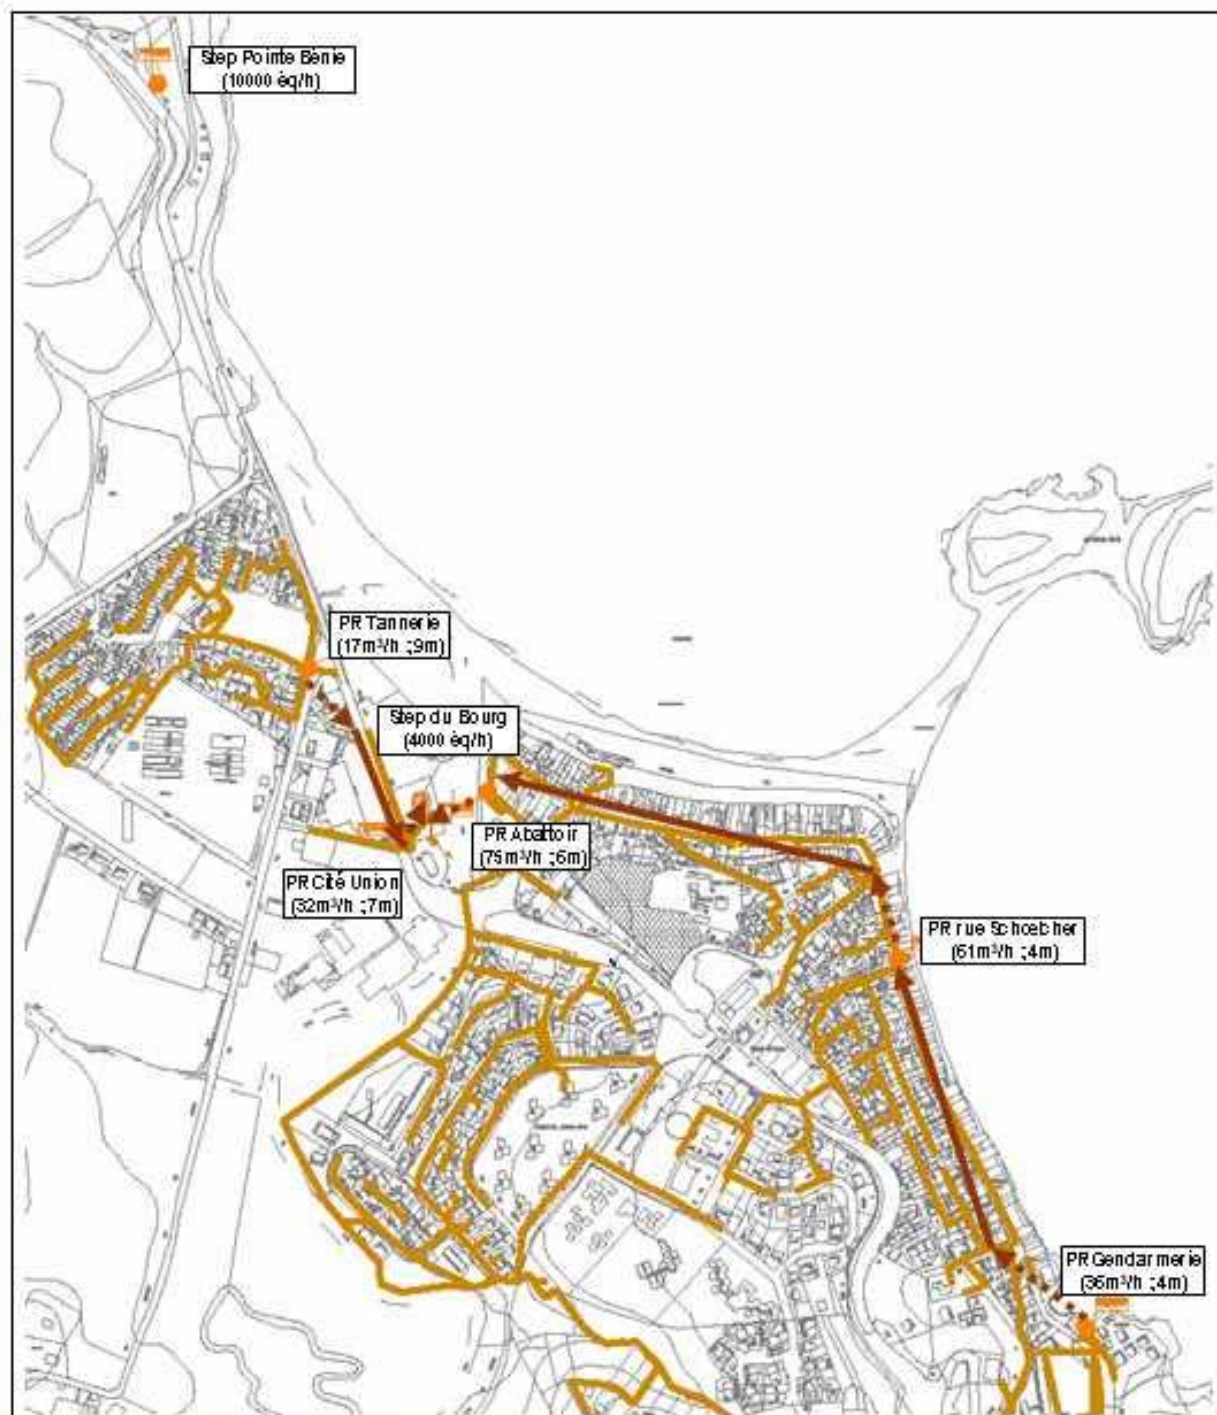 Step Pointe Bénie
(10000 éq/h)
PR Tannerie
(17m³/h ; 9m)
Step du Bourg
(4000 éq/h)
PR Abattoir
(75m³/h ; 6m)
PR Cité Union
(32m³/h ; 7m)
PR rue Schoelcher
(61m³/h ; 4m)
PR Gendarmerie
(36m³/h ; 4m)